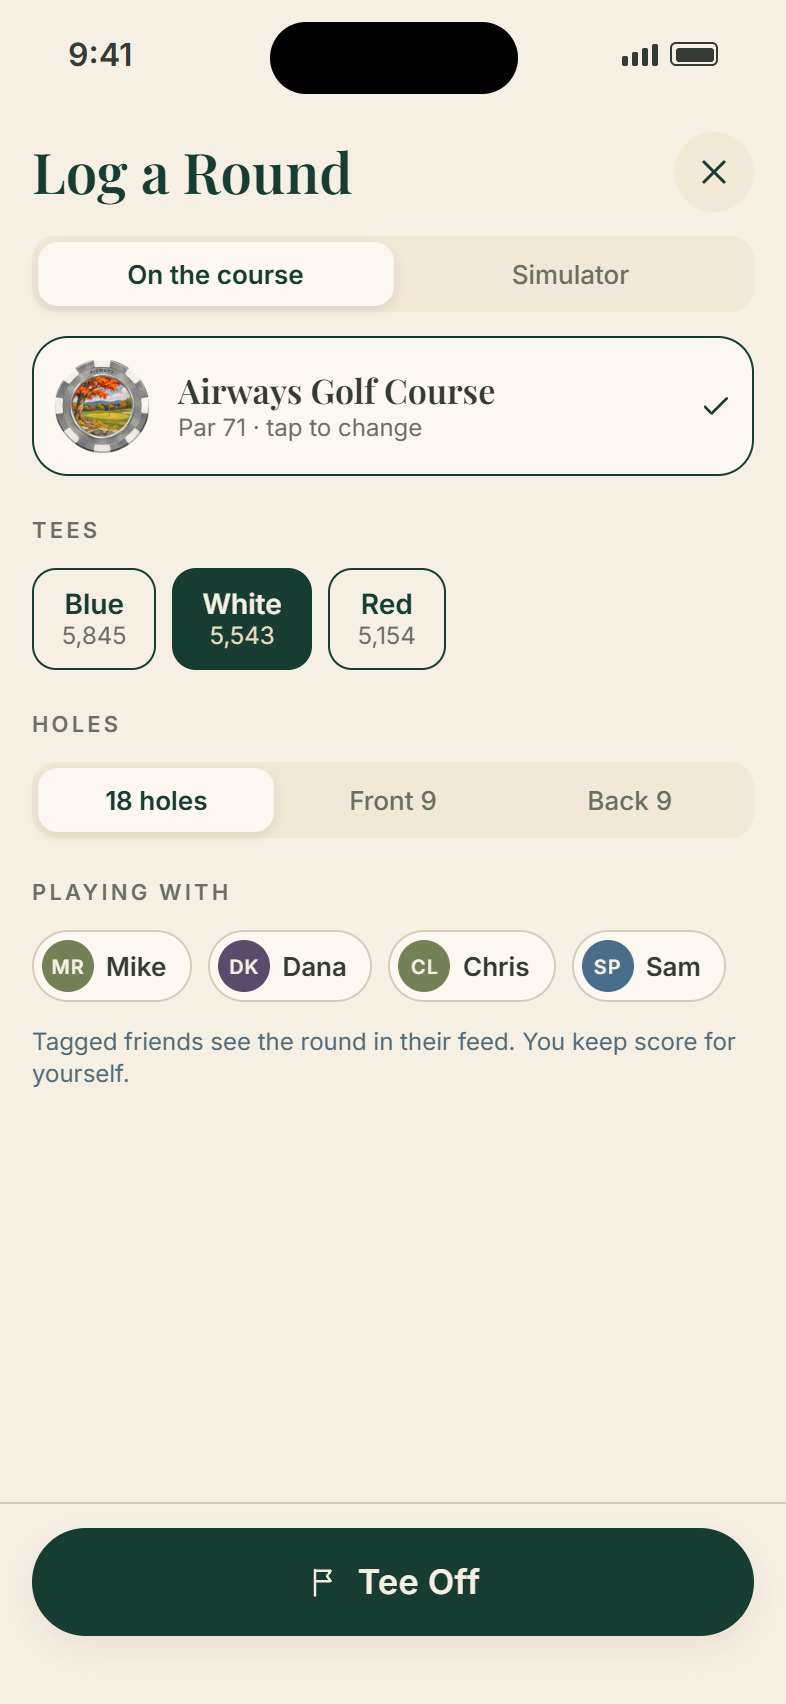 9:41
Log a Round
On the course
Simulator
AIRWAYS
Airways Golf Course
Par 71 · tap to change
TEES
Blue
5,845
White
5,543
Red
5,154
HOLES
18 holes
Front 9
Back 9
PLAYING WITH
MR Mike
DK Dana
CL Chris
SP Sam
Tagged friends see the round in their feed. You keep score for
yourself.
Tee Off